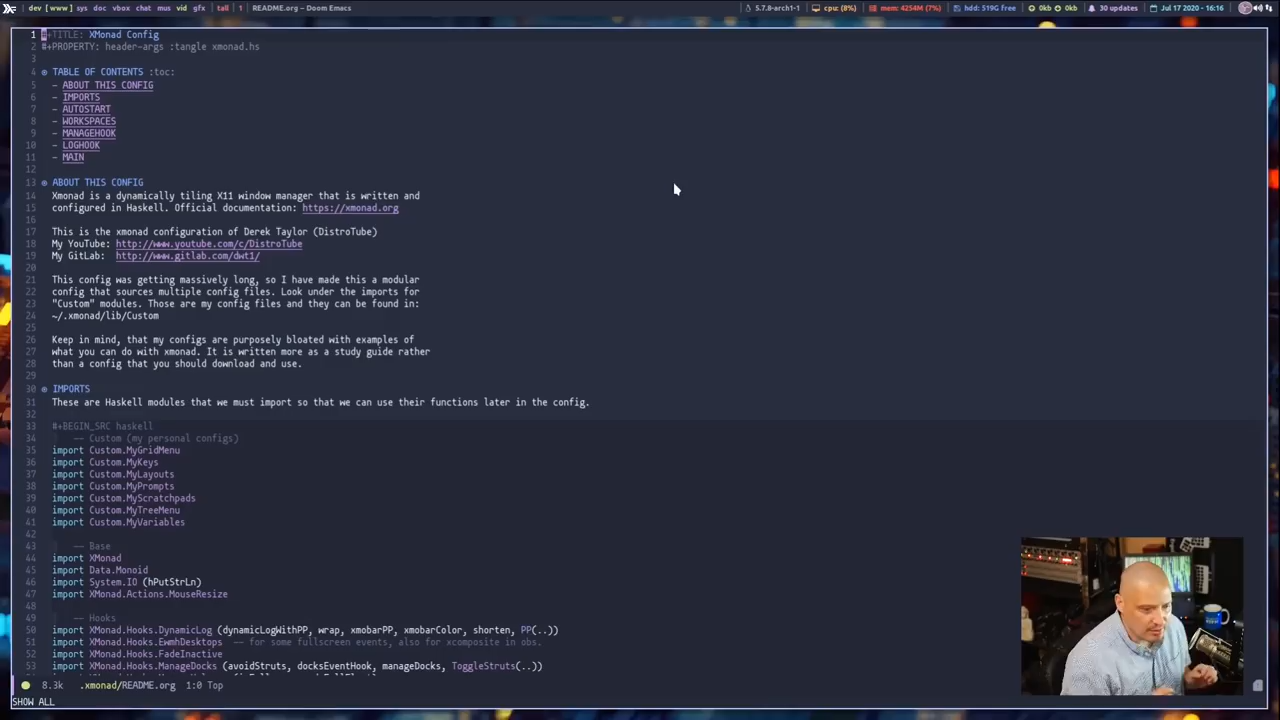 dev [ www ] sys doc vbox chat mus vid gfx | tall | 1 | README.org – Doom Emacs
5.7.8-arch1-1 | cpu: (8%) | mem: 4254M (7%) | hdd: 519G free | 0kb 0kb | 30 updates | Jul 17 2020 - 16:16
1 #+TITLE: XMonad Config
2 #+PROPERTY: header-args :tangle xmonad.hs
3
4 TABLE OF CONTENTS :toc:
5 - ABOUT THIS CONFIG
6 - IMPORTS
7 - AUTOSTART
8 - WORKSPACES
9 - MANAGEHOOK
10 - LOGHOOK
11 - MAIN
12
13 ABOUT THIS CONFIG
14 Xmonad is a dynamically tiling X11 window manager that is written and
15 configured in Haskell. Official documentation: https://xmonad.org
16
17 This is the xmonad configuration of Derek Taylor (DistroTube)
18 My YouTube: http://www.youtube.com/c/DistroTube
19 My GitLab: http://www.gitlab.com/dwt1/
20
21 This config was getting massively long, so I have made this a modular
22 config that sources multiple config files. Look under the imports for
23 "Custom" modules. Those are my config files and they can be found in:
24 ~/.xmonad/lib/Custom
25
26 Keep in mind, that my configs are purposely bloated with examples of
27 what you can do with xmonad. It is written more as a study guide rather
28 than a config that you should download and use.
29
30 IMPORTS
31 These are Haskell modules that we must import so that we can use their functions later in the config.
32
33 #+BEGIN_SRC haskell
34 -- Custom (my personal configs)
35 import Custom.MyGridMenu
36 import Custom.MyKeys
37 import Custom.MyLayouts
38 import Custom.MyPrompts
39 import Custom.MyScratchpads
40 import Custom.MyTreeMenu
41 import Custom.MyVariables
42
43 -- Base
44 import XMonad
45 import Data.Monoid
46 import System.IO (hPutStrLn)
47 import XMonad.Actions.MouseResize
48
49 -- Hooks
50 import XMonad.Hooks.DynamicLog (dynamicLogWithPP, wrap, xmobarPP, xmobarColor, shorten, PP(..))
51 import XMonad.Hooks.EwmhDesktops -- for some fullscreen events, also for xcomposite in obs.
52 import XMonad.Hooks.FadeInactive
53 import XMonad.Hooks.ManageDocks (avoidStruts, docksEventHook, manageDocks, ToggleStruts(..))
8.3k .xmonad/README.org 1:0 Top
SHOW ALL